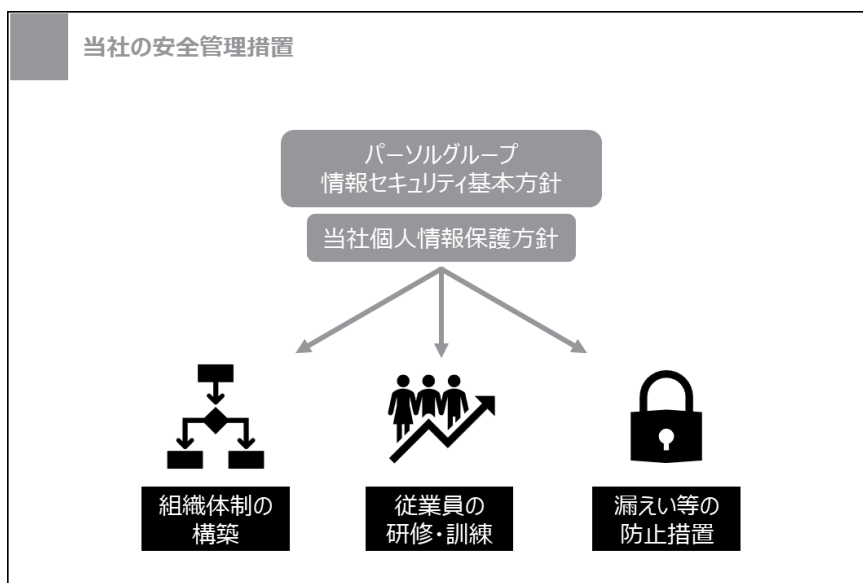 当社の安全管理措置
パーソルグループ
情報セキュリティ基本方針
当社個人情報保護方針
組織体制の
構築
従業員の
研修・訓練
漏えい等の
防止措置